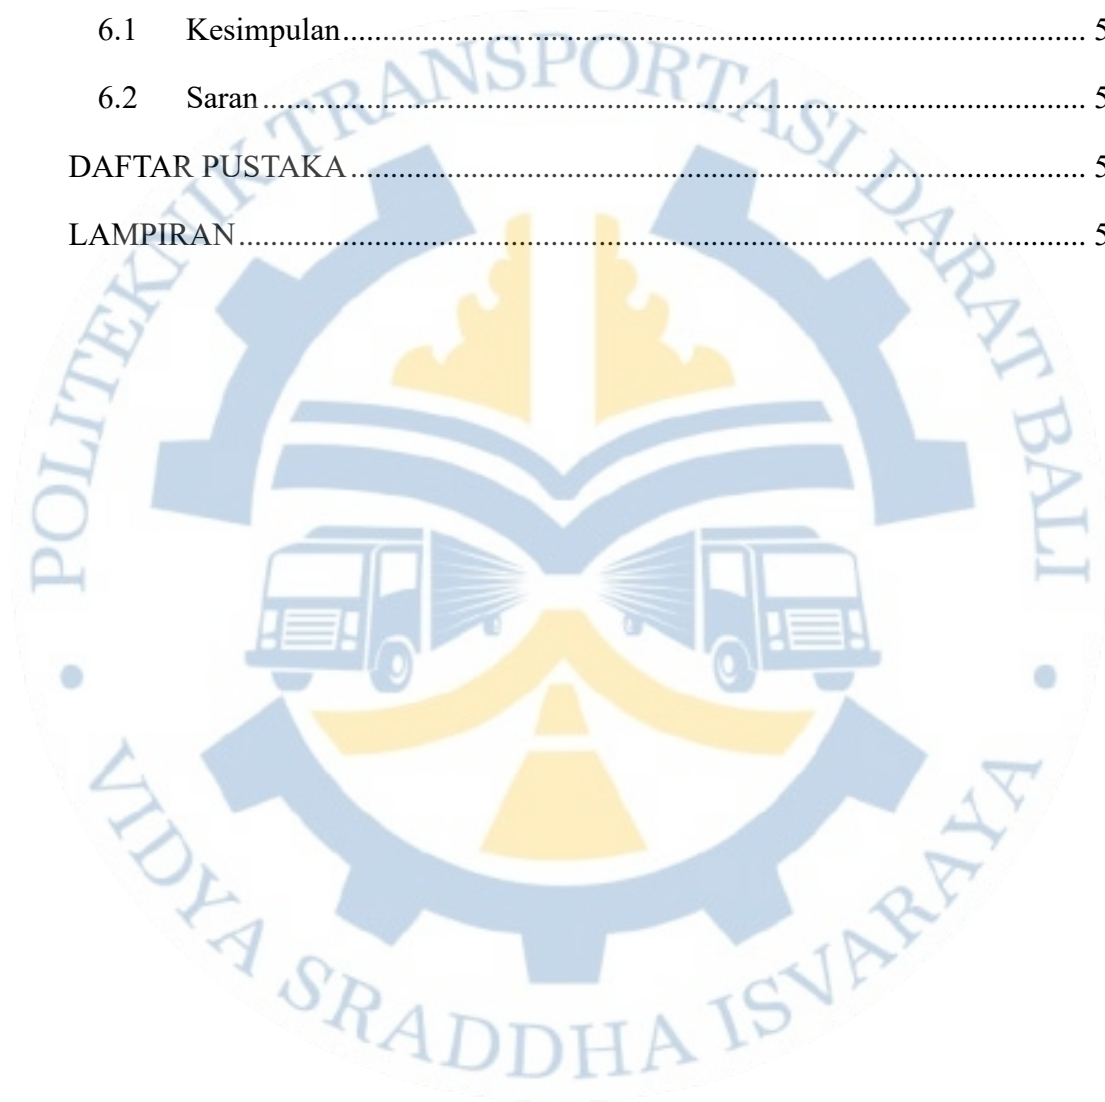 6.1 Kesimpulan........................................................................................... 5
6.2 Saran..................................................................................................... 5
DAFTAR PUSTAKA.......................................................................................... 5
LAMPIRAN........................................................................................................ 5
POLITEKNIK TRANSPORTASI DARAT BALI
• VIDYA SRADDHA ISVARAYA •